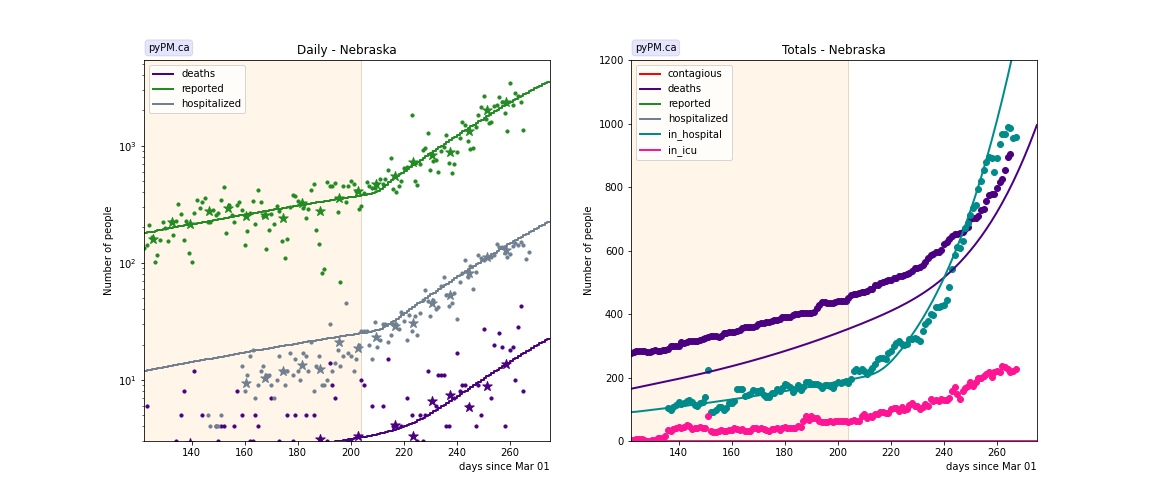 pyPM.ca
Daily - Nebraska
deaths
reported
hospitalized
10³
10²
10¹
Number of people
140 160 180 200 220 240 260
days since Mar 01
pyPM.ca
Totals - Nebraska
contagious
deaths
reported
hospitalized
in_hospital
in_icu
1200
1000
800
600
400
200
0
Number of people
140 160 180 200 220 240 260
days since Mar 01